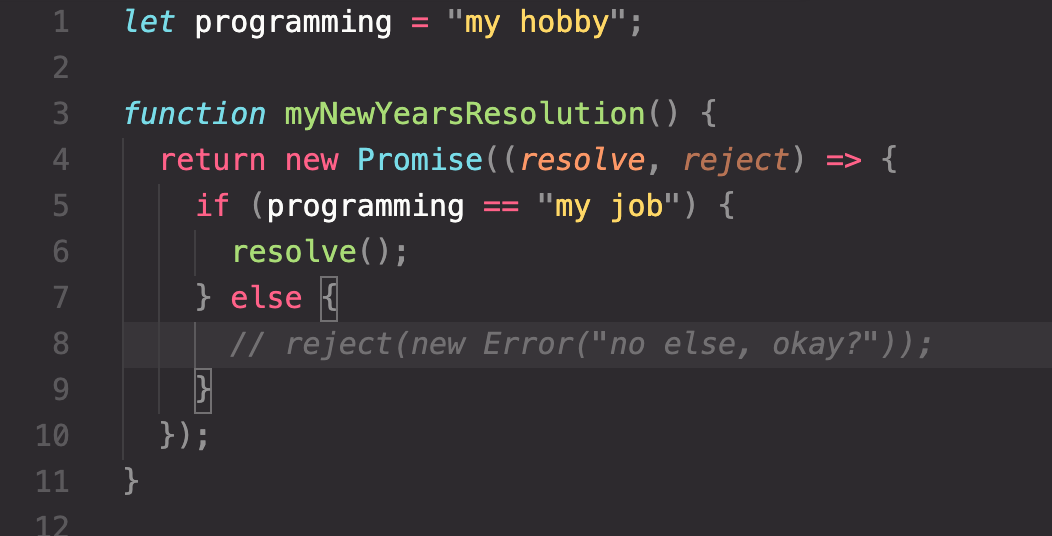 1 let programming = "my hobby";
2
3 function myNewYearsResolution() {
4   return new Promise((resolve, reject) => {
5     if (programming == "my job") {
6       resolve();
7     } else {
8       // reject(new Error("no else, okay?"));
9     }
10   });
11 }
12